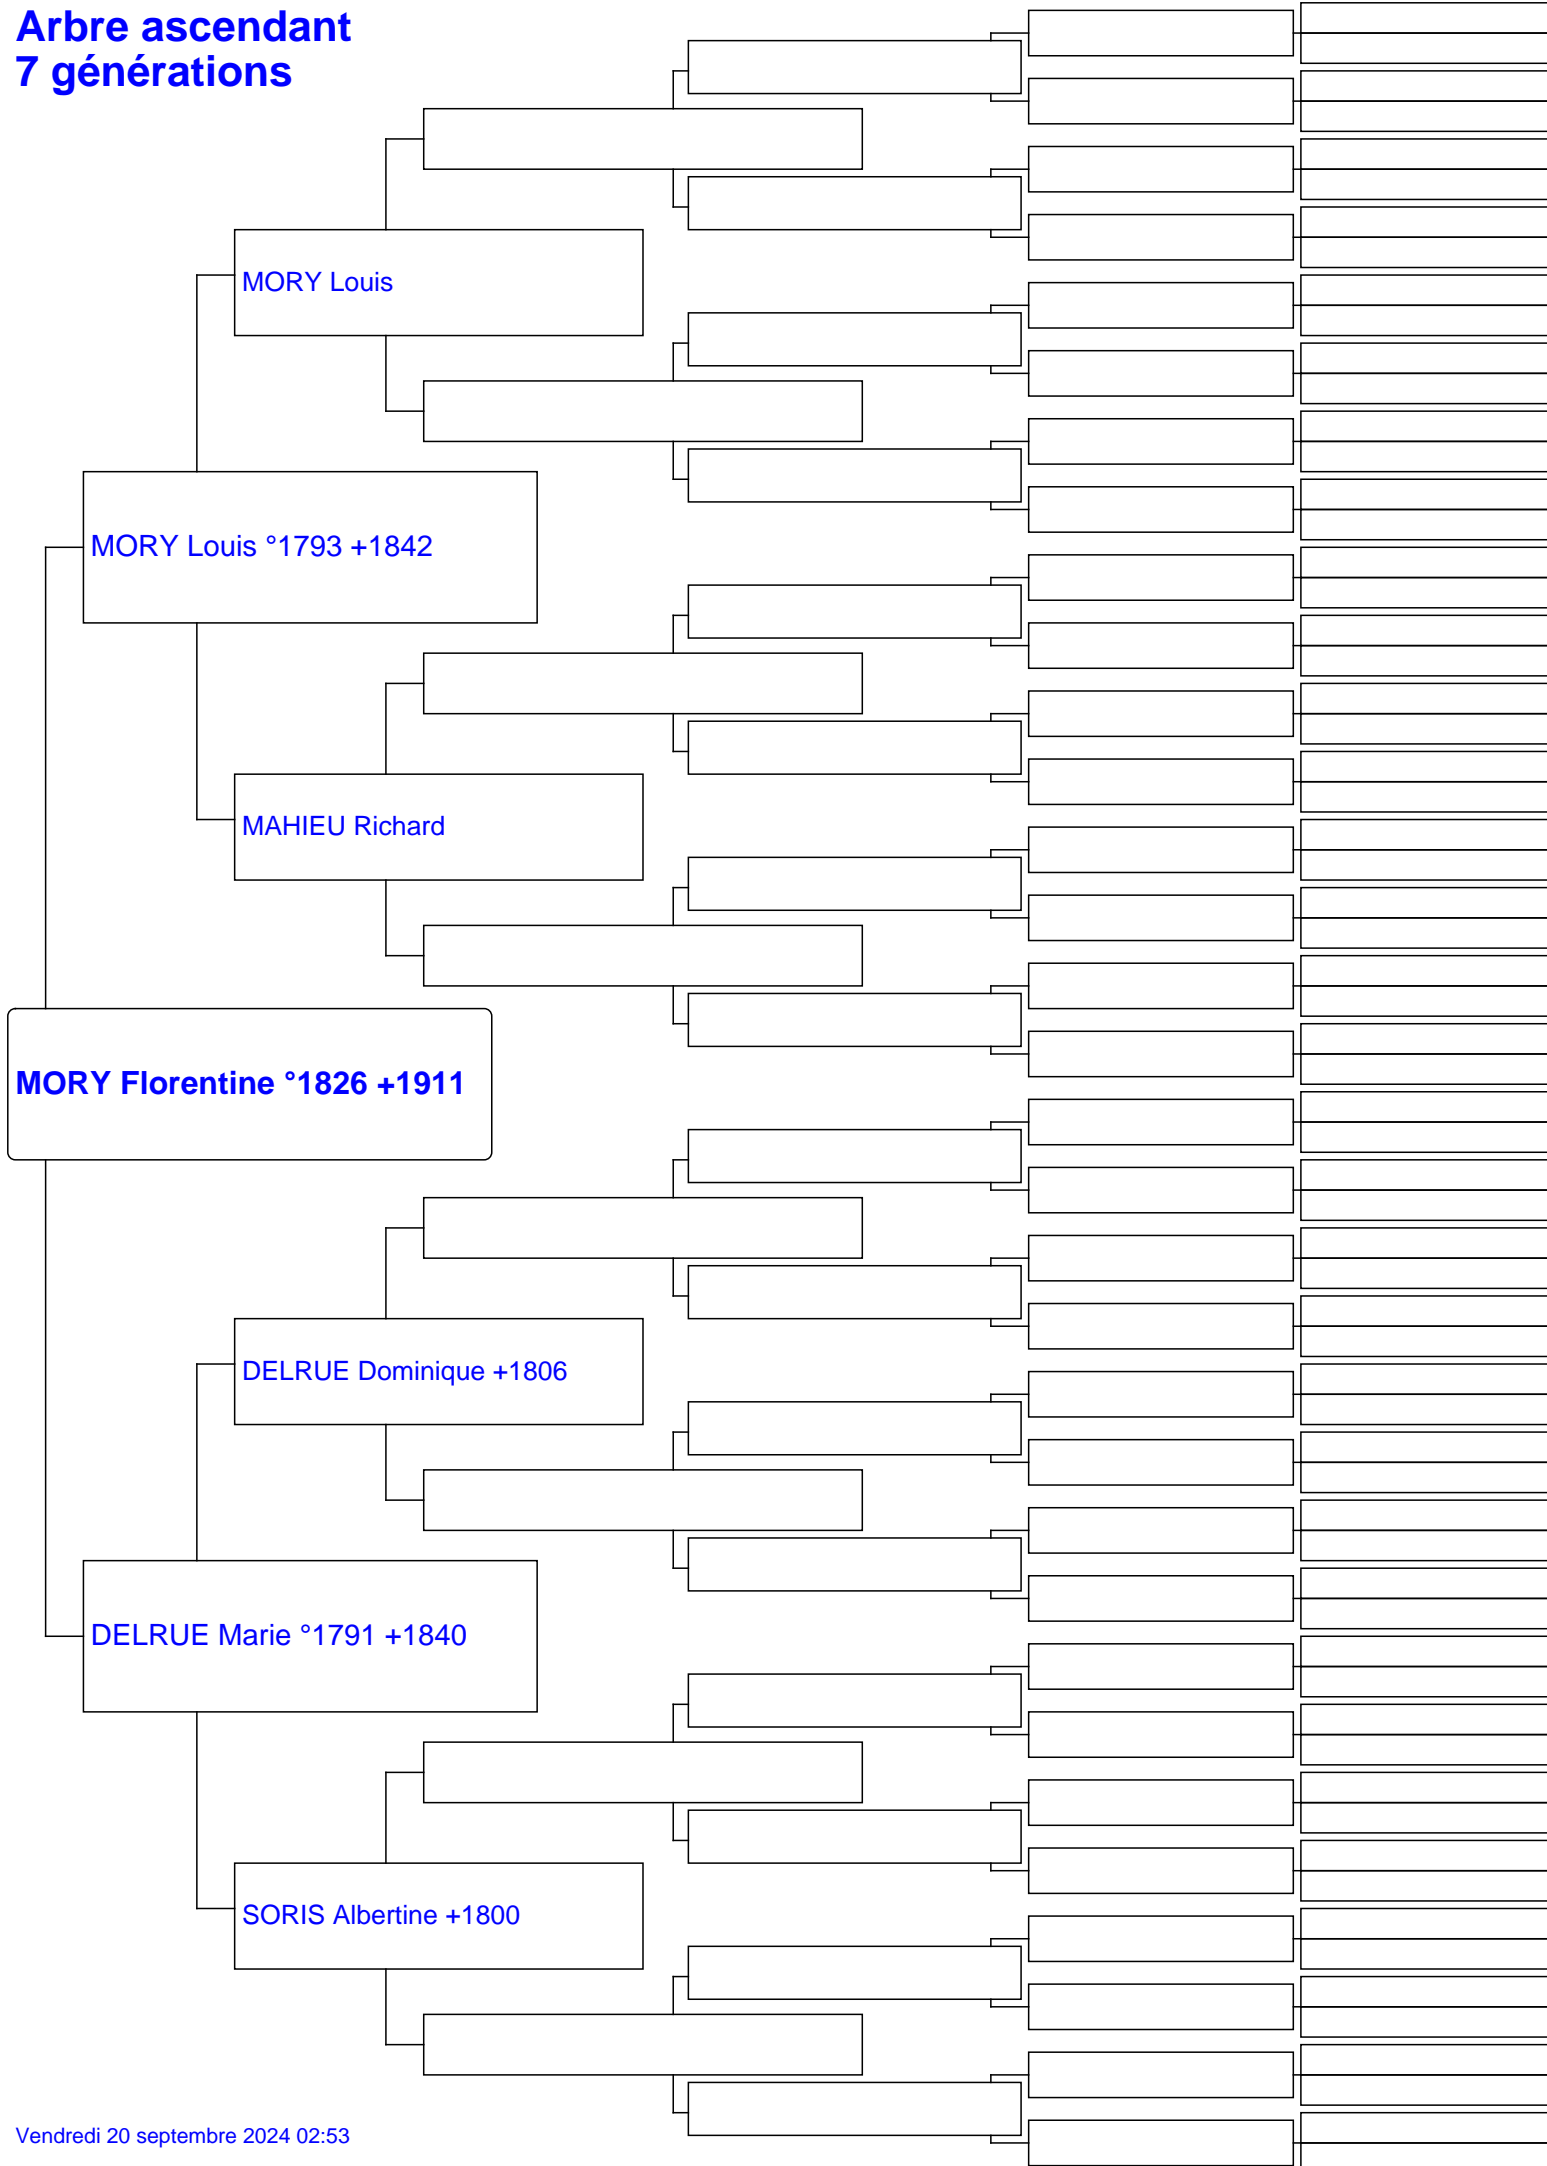 Arbre ascendant
7 générations
MORY Louis
MORY Louis °1793 +1842
MAHIEU Richard
MORY Florentine °1826 +1911
DELRUE Dominique +1806
DELRUE Marie °1791 +1840
SORIS Albertine +1800
Vendredi 20 septembre 2024 02:53